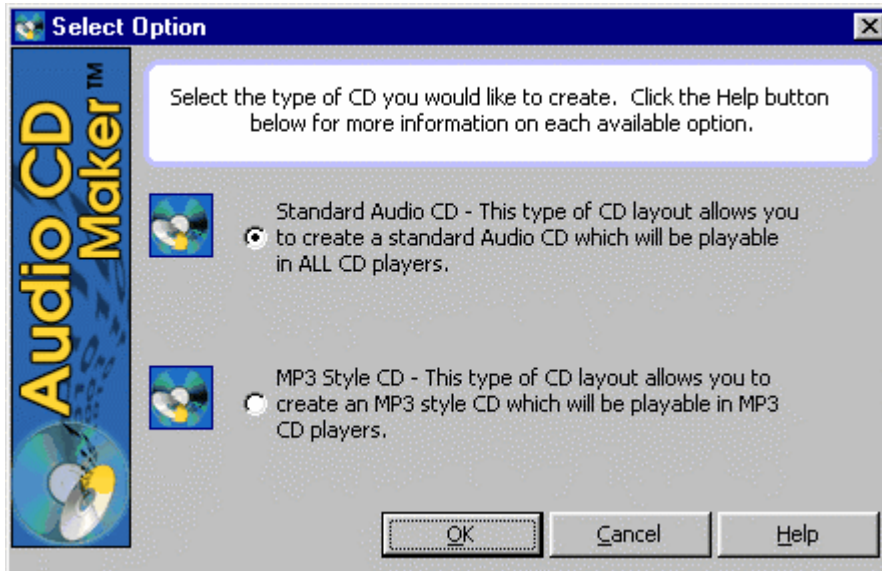 Select Option
Audio CD
Maker™
Select the type of CD you would like to create.  Click the Help button
below for more information on each available option.
Standard Audio CD - This type of CD layout allows you
to create a standard Audio CD which will be playable
in ALL CD players.
MP3 Style CD - This type of CD layout allows you to
create an MP3 style CD which will be playable in MP3
CD players.
OK
Cancel
Help